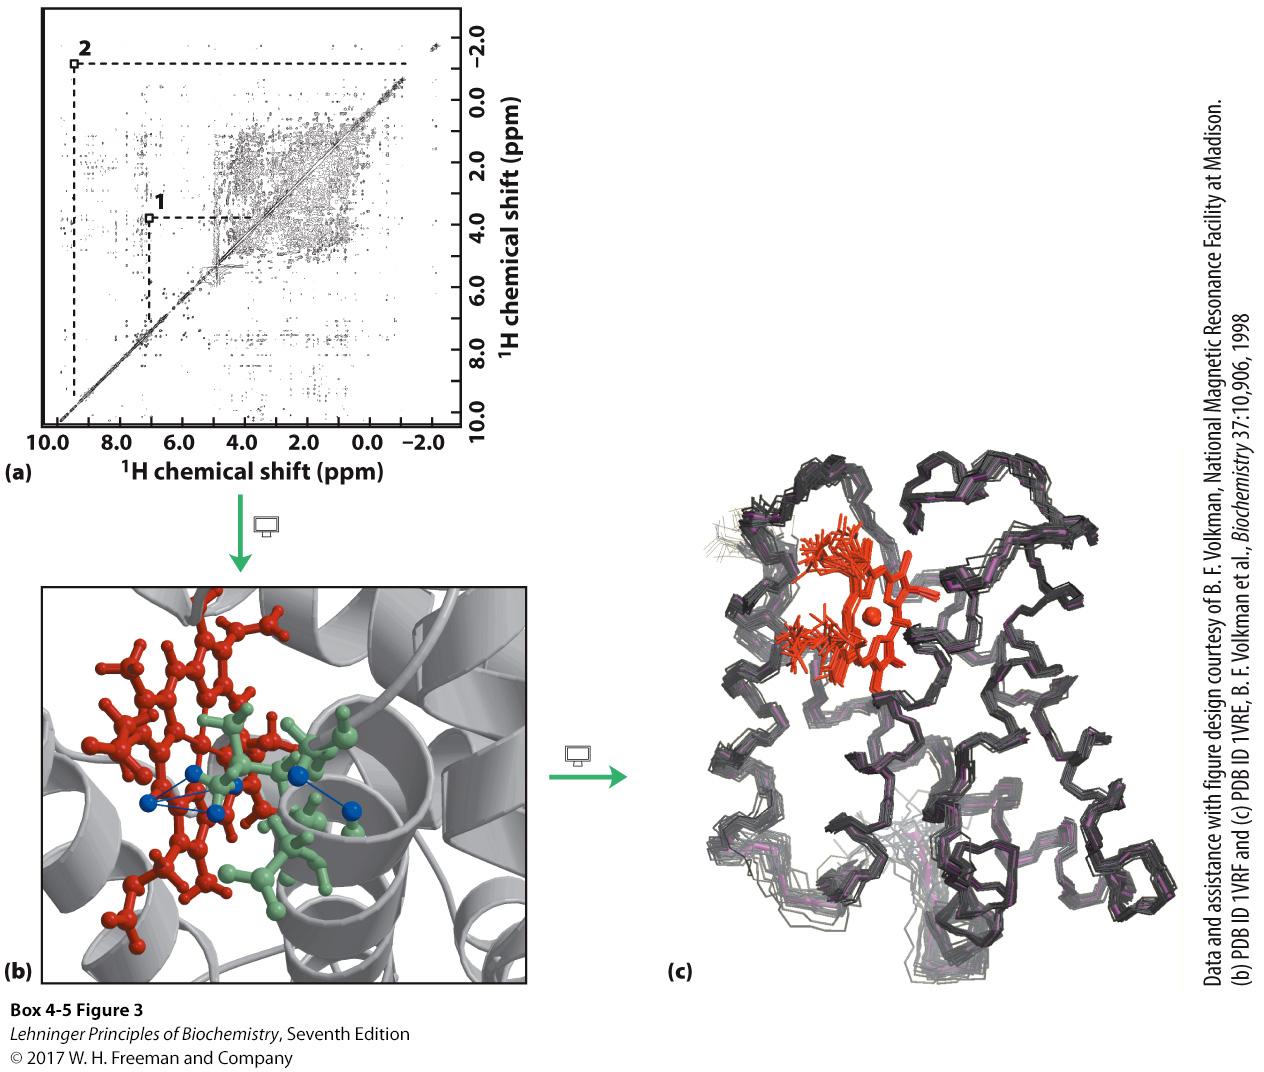 2
1
−2.0
0.0
2.0
4.0
6.0
8.0
10.0
¹H chemical shift (ppm)
10.0 8.0 6.0 4.0 2.0 0.0 −2.0
¹H chemical shift (ppm)
(a)
(b)
(c)
Data and assistance with figure design courtesy of B. F. Volkman, National Magnetic Resonance Facility at Madison.
(b) PDB ID 1VRF and (c) PDB ID 1VRE, B. F. Volkman et al., Biochemistry 37:10,906, 1998
Box 4-5 Figure 3
Lehninger Principles of Biochemistry, Seventh Edition
© 2017 W. H. Freeman and Company